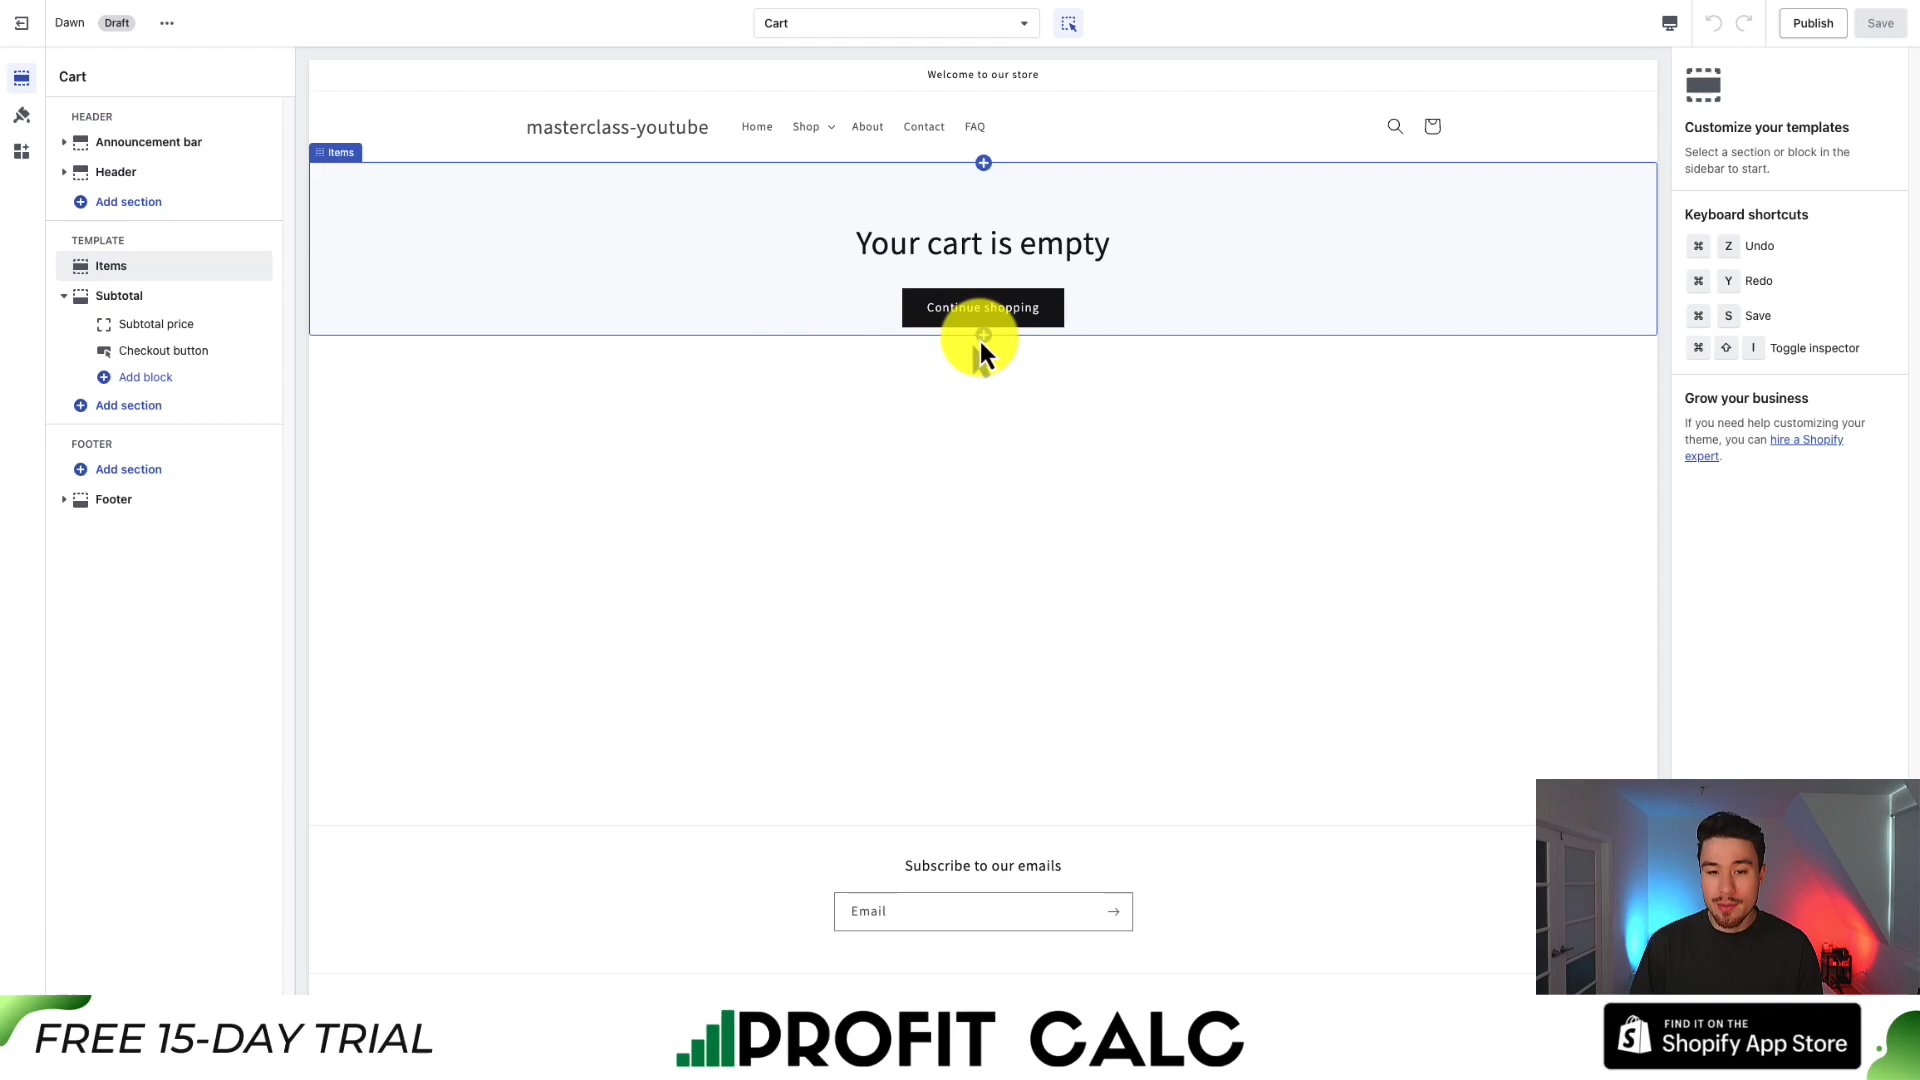 Dawn
Draft
Cart
Publish
Save
Cart
HEADER
Announcement bar
Header
Add section
TEMPLATE
Items
Subtotal
Subtotal price
Checkout button
Add block
Add section
FOOTER
Add section
Footer
Welcome to our store
masterclass-youtube
Home
Shop
About
Contact
FAQ
Items
Your cart is empty
Continue shopping
Subscribe to our emails
Email
Customize your templates
Select a section or block in the
sidebar to start.
Keyboard shortcuts
⌘ Z Undo
⌘ Y Redo
⌘ S Save
⌘ ⇧ I Toggle inspector
Grow your business
If you need help customizing your
theme, you can hire a Shopify
expert.
FREE 15-DAY TRIAL
PROFIT CALC
FIND IT ON THE
Shopify App Store